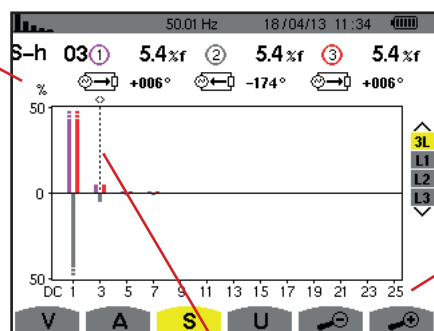 50.01 Hz 18/04/13 11:34
S-h 03 1 5.4%f 2 5.4%f 3 5.4%f
+006° -174° +006°
%
50
0
50
3L
L1
L2
L3
DC 1 3 5 7 9 11 13 15 17 19 21 23 25
V A S U